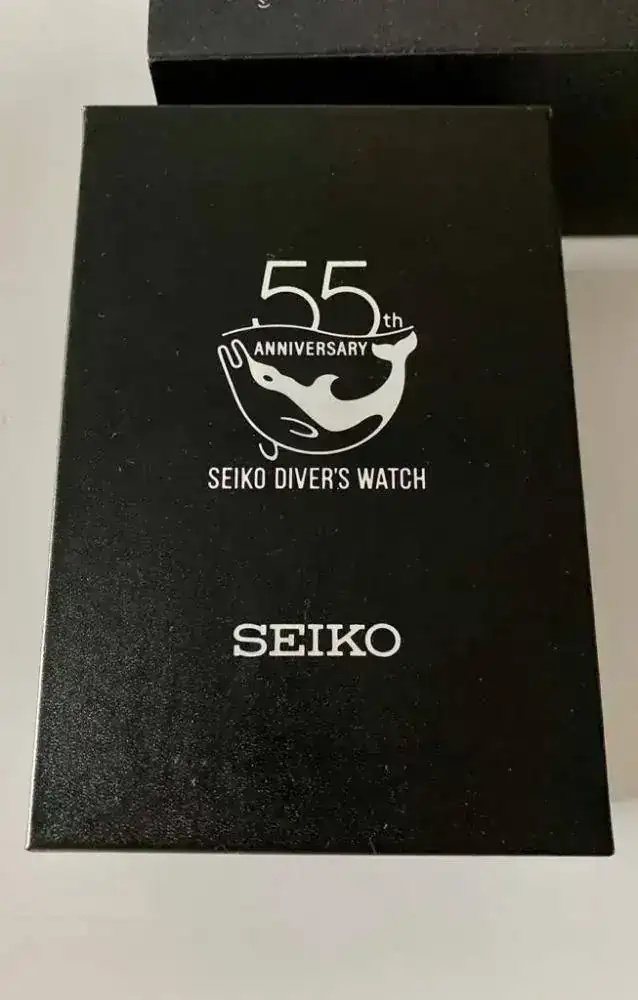 55th
ANNIVERSARY
SEIKO DIVER'S WATCH
SEIKO